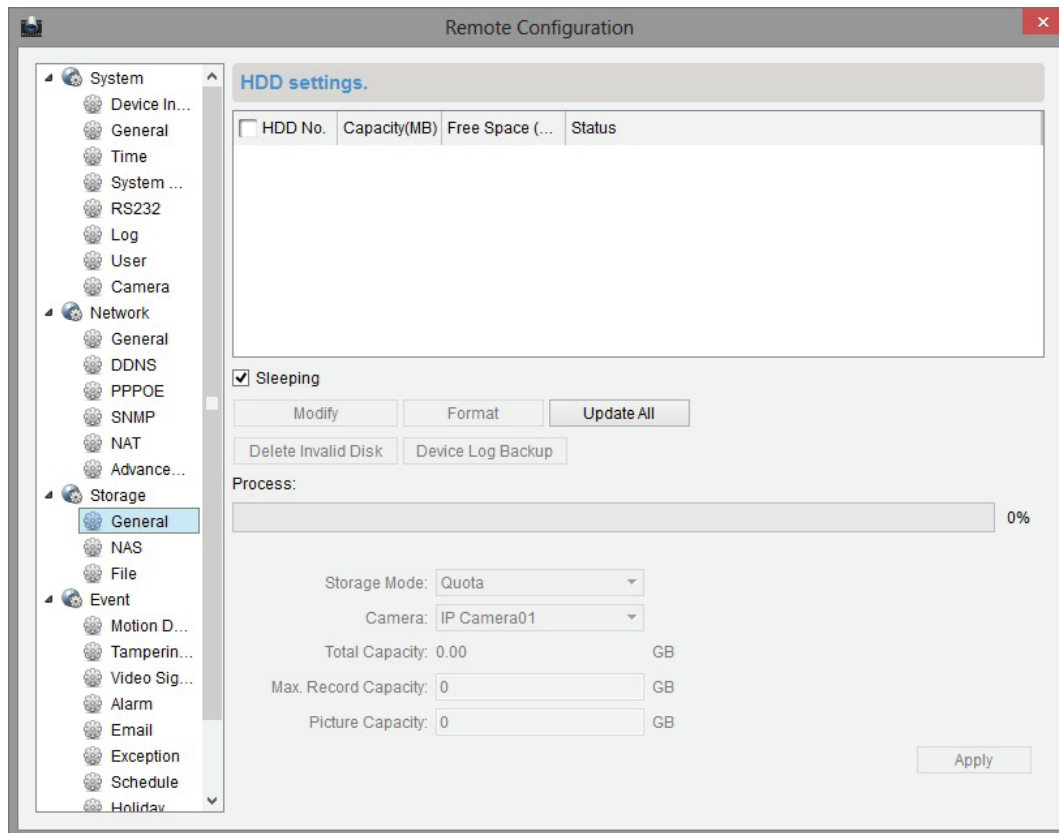 Remote Configuration
System
Device In...
General
Time
System ...
RS232
Log
User
Camera
Network
General
DDNS
PPPOE
SNMP
NAT
Advance...
Storage
General
NAS
File
Event
Motion D...
Tamperin...
Video Sig...
Alarm
Email
Exception
Schedule
Holiday
HDD settings.
HDD No. Capacity(MB) Free Space (... Status
Sleeping
Modify Format Update All
Delete Invalid Disk Device Log Backup
Process:
0%
Storage Mode: Quota
Camera: IP Camera01
Total Capacity: 0.00 GB
Max. Record Capacity: 0 GB
Picture Capacity: 0 GB
Apply